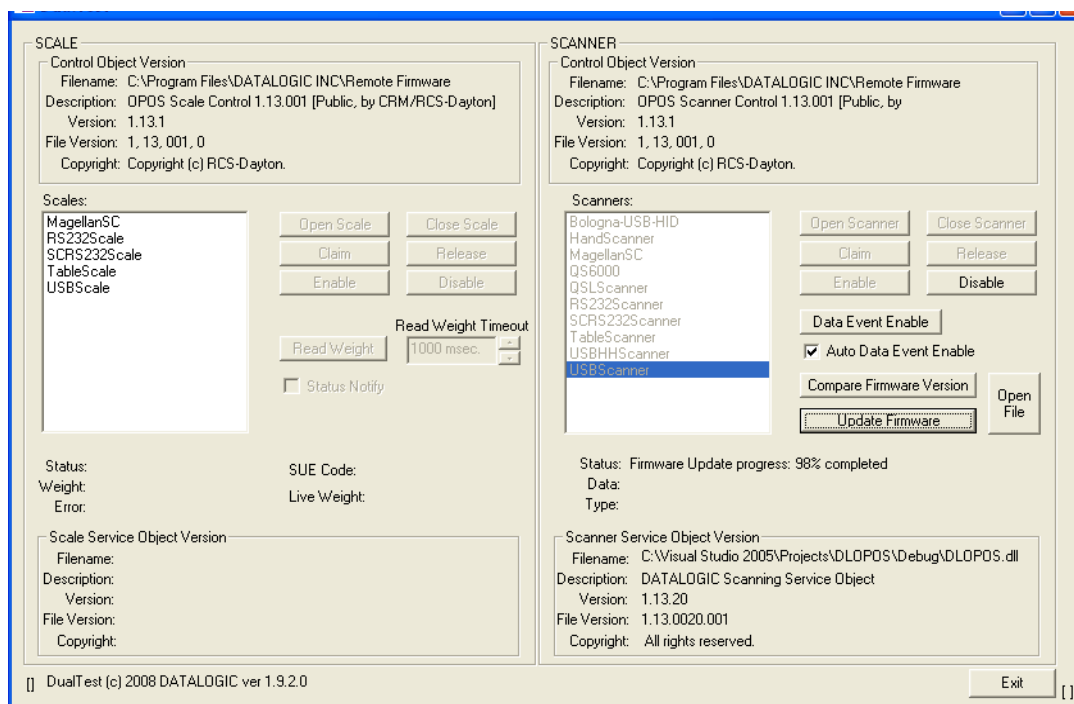 SCALE
Control Object Version
Filename: C:\Program Files\DATALOGIC INC\Remote Firmware
Description: OPOS Scale Control 1.13.001 [Public, by CRM/RCS-Dayton]
Version: 1.13.1
File Version: 1, 13, 001, 0
Copyright: Copyright (c) RCS-Dayton.
Scales:
MagellanSC
RS232Scale
SCRS232Scale
TableScale
USBScale
Open Scale
Close Scale
Claim
Release
Enable
Disable
Read Weight Timeout
Read Weight
1000 msec.
Status Notify
Status:
Weight:
Error:
SUE Code:
Live Weight:
Scale Service Object Version
Filename:
Description:
Version:
File Version:
Copyright:
SCANNER
Control Object Version
Filename: C:\Program Files\DATALOGIC INC\Remote Firmware
Description: OPOS Scanner Control 1.13.001 [Public, by
Version: 1.13.1
File Version: 1, 13, 001, 0
Copyright: Copyright (c) RCS-Dayton.
Scanners:
Bologna-USB-HID
HandScanner
MagellanSC
QS6000
QSLScanner
RS232Scanner
SCRS232Scanner
TableScanner
USBHHScanner
USBScanner
Open Scanner
Close Scanner
Claim
Release
Enable
Disable
Data Event Enable
Auto Data Event Enable
Compare Firmware Version
Update Firmware
Open
File
Status: Firmware Update progress: 98% completed
Data:
Type:
Scanner Service Object Version
Filename: C:\Visual Studio 2005\Projects\DLOPOS\Debug\DLOPOS.dll
Description: DATALOGIC Scanning Service Object
Version: 1.13.20
File Version: 1.13.0020.001
Copyright: All rights reserved.
[] DualTest (c) 2008 DATALOGIC ver 1.9.2.0
Exit
[ ]